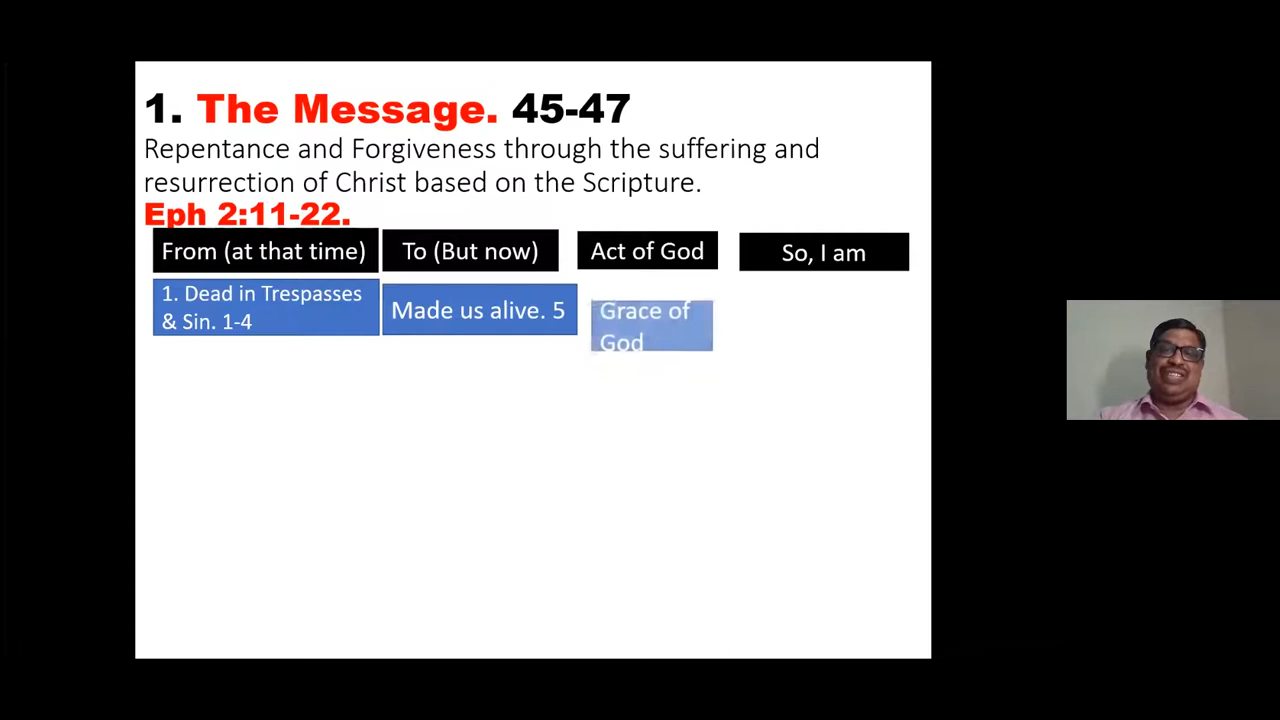 1. The Message. 45-47
Repentance and Forgiveness through the suffering and
resurrection of Christ based on the Scripture.
Eph 2:11-22.
From (at that time)
To (But now)
Act of God
So, I am
1. Dead in Trespasses
& Sin. 1-4
Made us alive. 5
Grace of
God